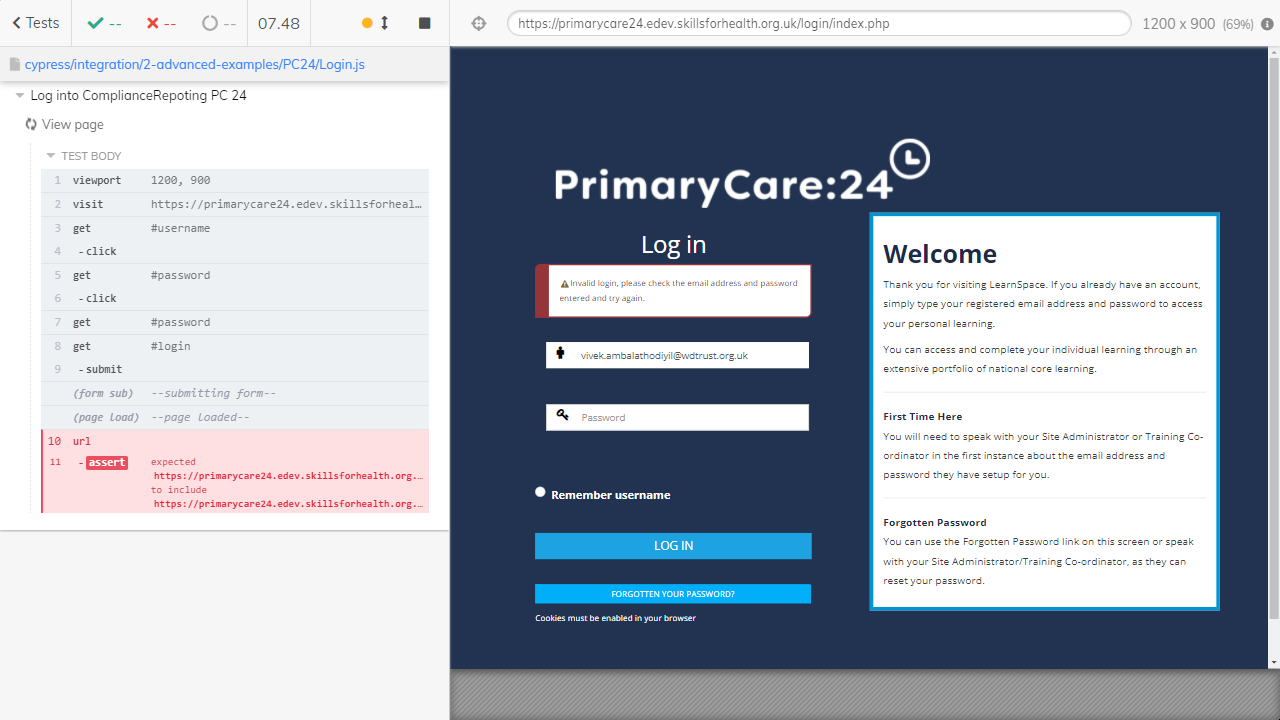 Tests
--
--
--
07.48
https://primarycare24.edev.skillsforhealth.org.uk/login/index.php
1200 x 900 (69%)
cypress/integration/2-advanced-examples/PC24/Login.js
Log into ComplianceRepoting PC 24
View page
TEST BODY
1 viewport 1200, 900
2 visit https://primarycare24.edev.skillsforheal…
3 get #username
4 - click
5 get #password
6 - click
7 get #password
8 get #login
9 - submit
(form sub) --submitting form--
(page load) --page loaded--
10 url
11 - assert expected
https://primarycare24.edev.skillsforhealth.org.…
to include
https://primarycare24.edev.skillsforhealth.org.…
PrimaryCare:24
Log in
Invalid login, please check the email address and password
entered and try again.
vivek.ambalathodiyil@wdtrust.org.uk
Password
Remember username
LOG IN
FORGOTTEN YOUR PASSWORD?
Cookies must be enabled in your browser
Welcome
Thank you for visiting LearnSpace. If you already have an account,
simply type your registered email address and password to access
your personal learning.
You can access and complete your individual learning through an
extensive portfolio of national core learning.
First Time Here
You will need to speak with your Site Administrator or Training Co-
ordinator in the first instance about the email address and
password they have setup for you.
Forgotten Password
You can use the Forgotten Password link on this screen or speak
with your Site Administrator/Training Co-ordinator, as they can
reset your password.